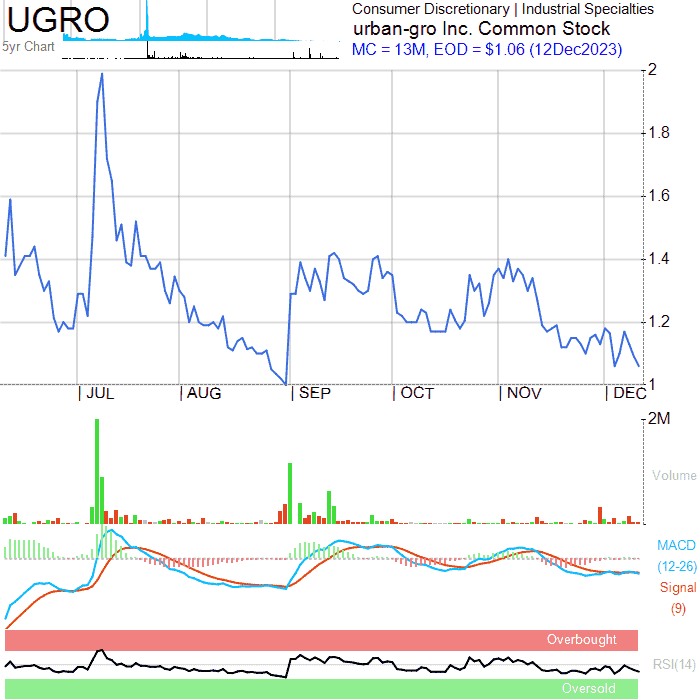 UGRO
5yr Chart
Consumer Discretionary | Industrial Specialties
urban-gro Inc. Common Stock
MC = 13M, EOD = $1.06 (12Dec2023)
2
1.8
1.6
1.4
1.2
1
| JUL | AUG | SEP | OCT | NOV | DEC
2M
Volume
MACD
(12-26)
Signal
(9)
Overbought
RSI(14)
Oversold